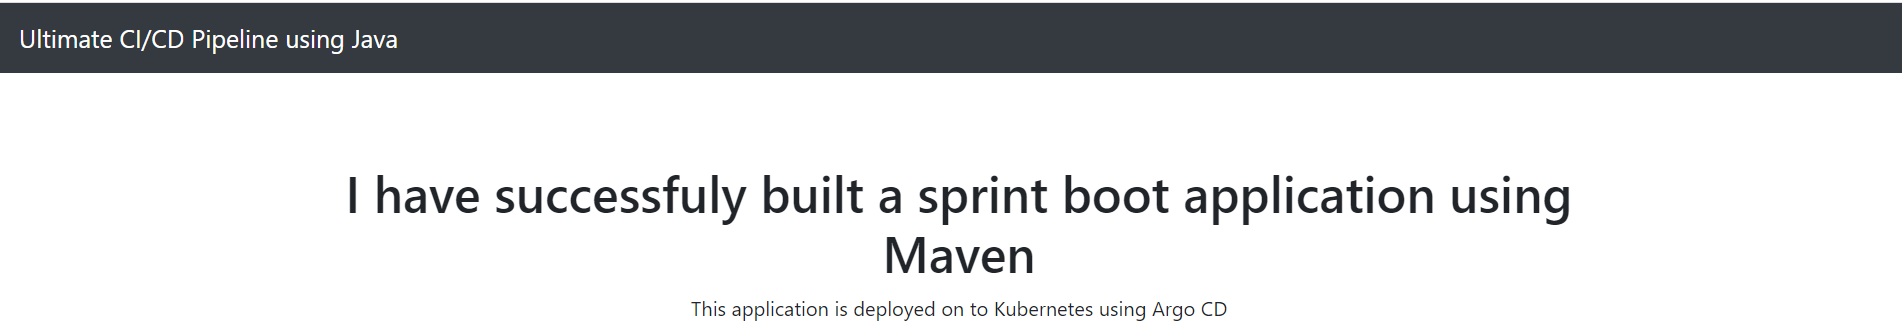 Ultimate CI/CD Pipeline using Java
I have successfuly built a sprint boot application using
Maven
This application is deployed on to Kubernetes using Argo CD